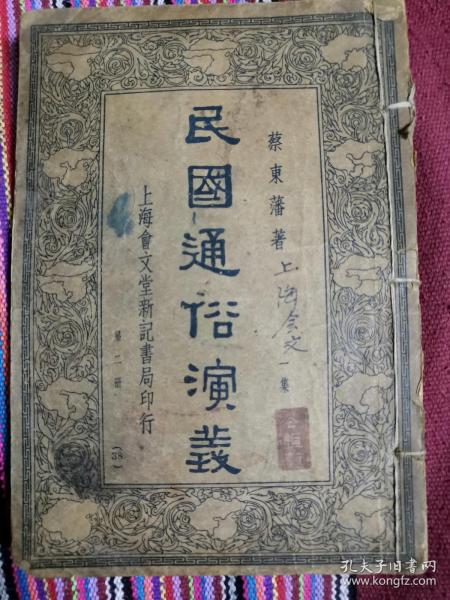 蔡東藩著
一集
上海會文
民國通俗演義
上海會文堂新記書局印行
第二冊
(38)
孔夫子旧书网
www.kongfz.com